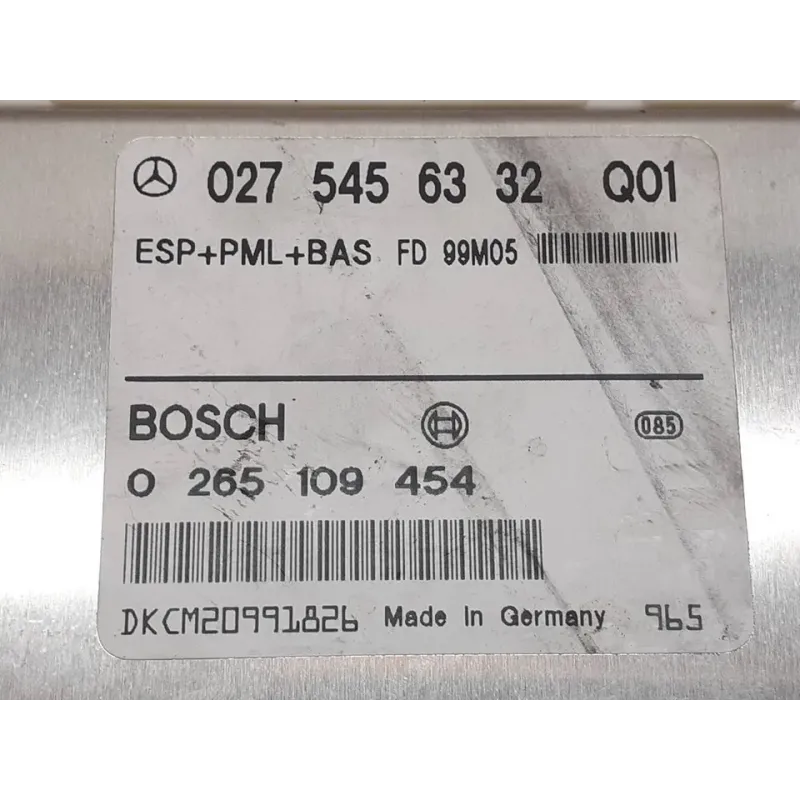 027 545 63 32 Q01
ESP+PML+BAS FD 99M05
BOSCH 085
0 265 109 454
DKCM20991826 Made In Germany 965